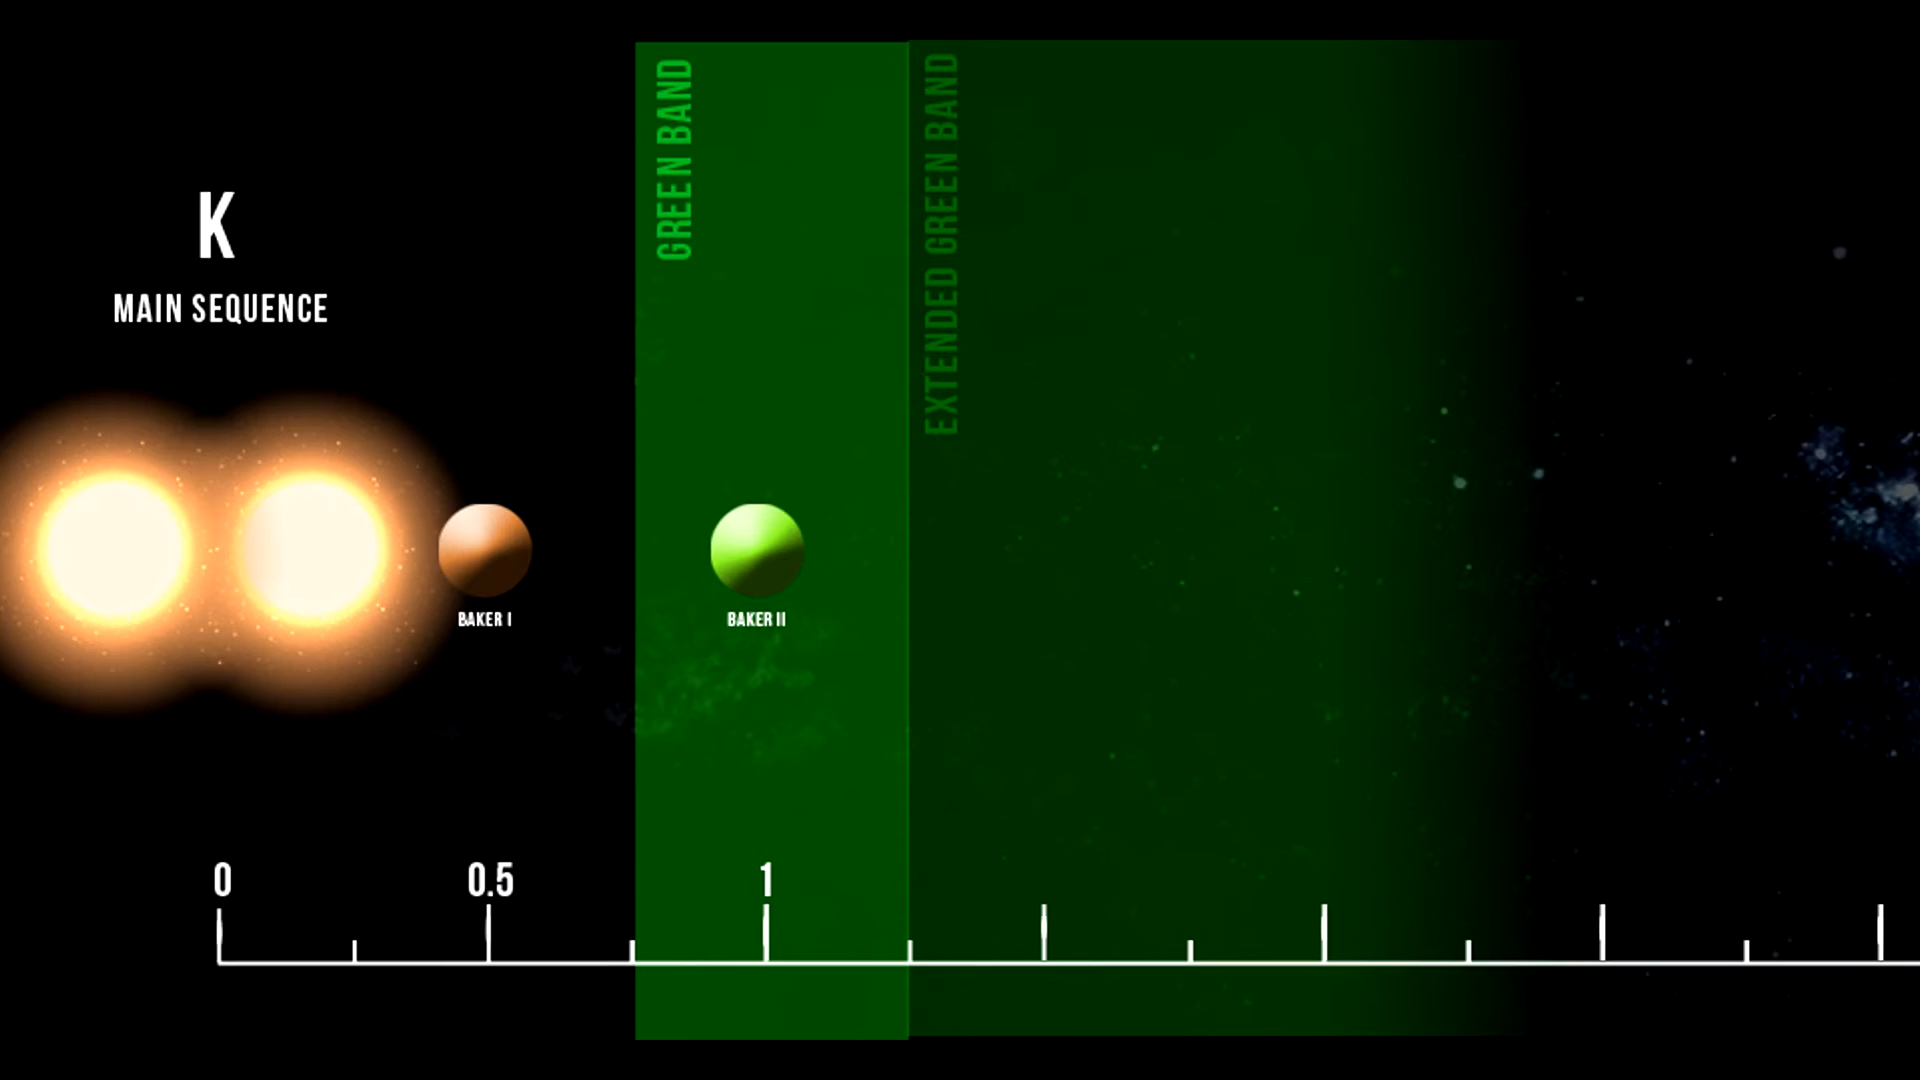 K
MAIN SEQUENCE
GREEN BAND
EXTENDED GREEN BAND
BAKER I
BAKER II
0
0.5
1